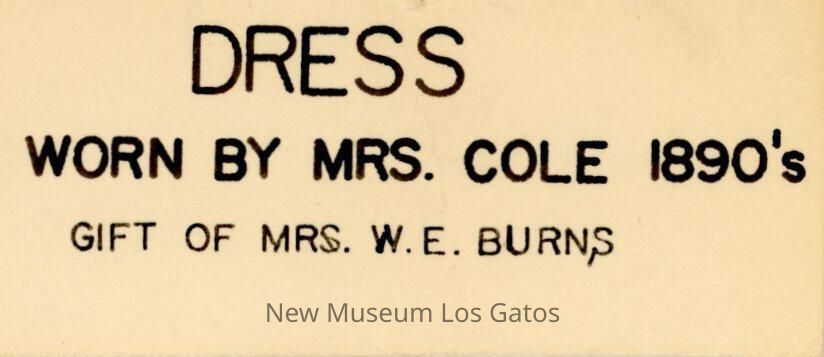 DRESS
WORN BY MRS. COLE 1890's
GIFT OF MRS. W.E. BURNS
New Museum Los Gatos